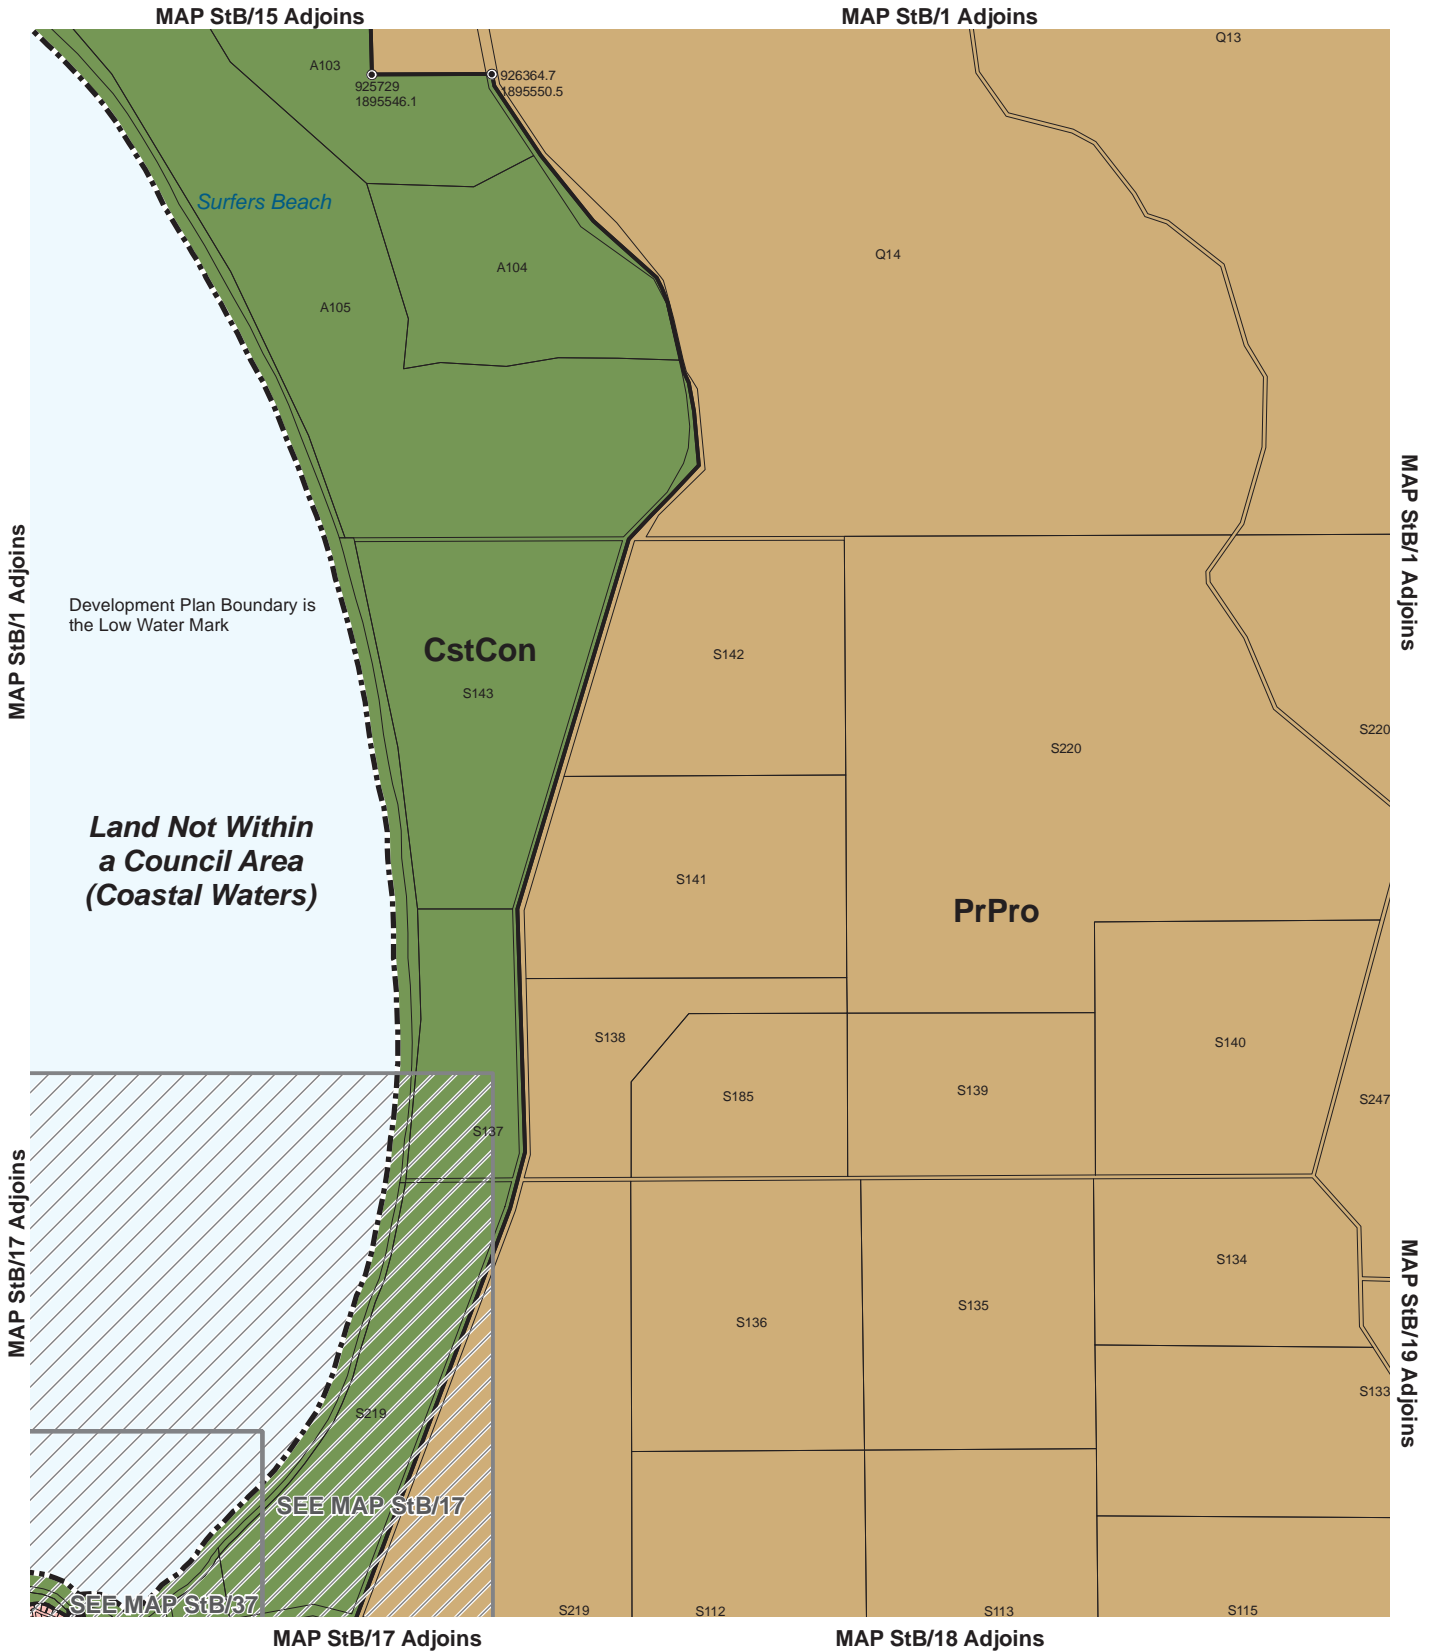 MAP StB/15 Adjoins
MAP StB/1 Adjoins
Q13
A103
925729
1895546.1
926364.7
1895550.5
Surfers Beach
A104
Q14
A105
MAP StB/1 Adjoins
MAP StB/1 Adjoins
Development Plan Boundary is
the Low Water Mark
CstCon
S143
S142
S220
S220
Land Not Within
a Council Area
(Coastal Waters)
S141
PrPro
S138
S140
S185
S139
S247
S137
MAP StB/17 Adjoins
MAP StB/19 Adjoins
S134
S135
S136
S133
S219
SEE MAP StB/17
SEE MAP StB/37
S219
S112
S113
S115
MAP StB/17 Adjoins
MAP StB/18 Adjoins